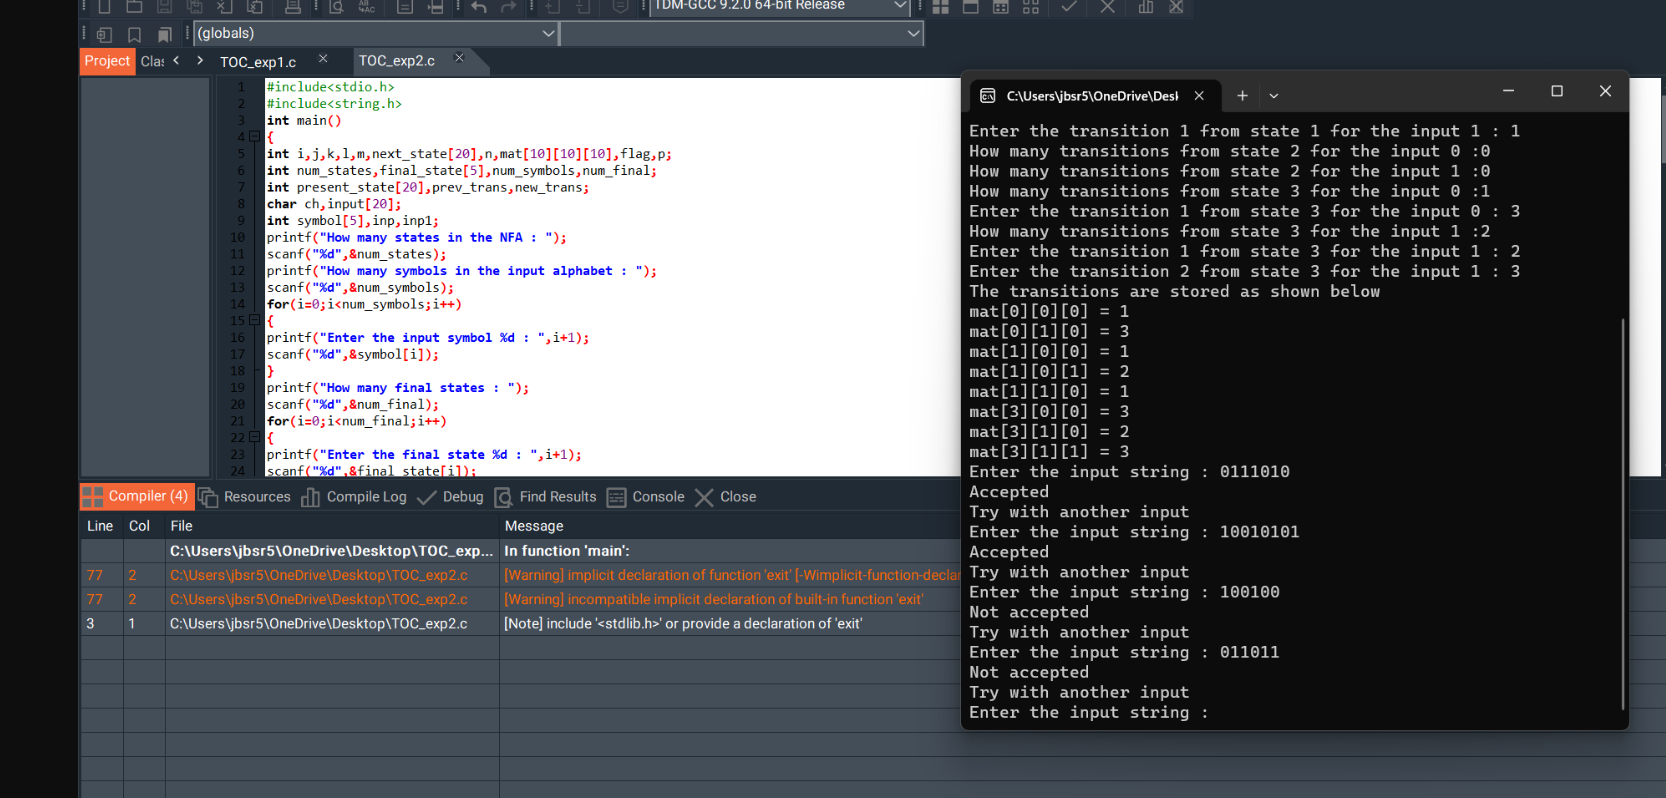 TDM-GCC 9.2.0 64-bit Release
(globals)
Project Clas
TOC_exp1.c
TOC_exp2.c
1 #include<stdio.h>
2 #include<string.h>
3 int main()
4 {
5 int i,j,k,l,m,next_state[20],n,mat[10][10][10],flag,p;
6 int num_states,final_state[5],num_symbols,num_final;
7 int present_state[20],prev_trans,new_trans;
8 char ch,input[20];
9 int symbol[5],inp,inp1;
10 printf("How many states in the NFA : ");
11 scanf("%d",&num_states);
12 printf("How many symbols in the input alphabet : ");
13 scanf("%d",&num_symbols);
14 for(i=0;i<num_symbols;i++)
15 {
16 printf("Enter the input symbol %d : ",i+1);
17 scanf("%d",&symbol[i]);
18 }
19 printf("How many final states : ");
20 scanf("%d",&num_final);
21 for(i=0;i<num_final;i++)
22 {
23 printf("Enter the final state %d : ",i+1);
24 scanf("%d",&final_state[i]);
Compiler (4) Resources Compile Log Debug Find Results Console Close
Line Col File Message
C:\Users\jbsr5\OneDrive\Desktop\TOC_exp... In function 'main':
77 2 C:\Users\jbsr5\OneDrive\Desktop\TOC_exp2.c [Warning] implicit declaration of function 'exit' [-Wimplicit-function-declar
77 2 C:\Users\jbsr5\OneDrive\Desktop\TOC_exp2.c [Warning] incompatible implicit declaration of built-in function 'exit'
3 1 C:\Users\jbsr5\OneDrive\Desktop\TOC_exp2.c [Note] include '<stdlib.h>' or provide a declaration of 'exit'
C:\Users\jbsr5\OneDrive\Desk
Enter the transition 1 from state 1 for the input 1 : 1
How many transitions from state 2 for the input 0 :0
How many transitions from state 2 for the input 1 :0
How many transitions from state 3 for the input 0 :1
Enter the transition 1 from state 3 for the input 0 : 3
How many transitions from state 3 for the input 1 :2
Enter the transition 1 from state 3 for the input 1 : 2
Enter the transition 2 from state 3 for the input 1 : 3
The transitions are stored as shown below
mat[0][0][0] = 1
mat[0][1][0] = 3
mat[1][0][0] = 1
mat[1][0][1] = 2
mat[1][1][0] = 1
mat[3][0][0] = 3
mat[3][1][0] = 2
mat[3][1][1] = 3
Enter the input string : 0111010
Accepted
Try with another input
Enter the input string : 10010101
Accepted
Try with another input
Enter the input string : 100100
Not accepted
Try with another input
Enter the input string : 011011
Not accepted
Try with another input
Enter the input string :